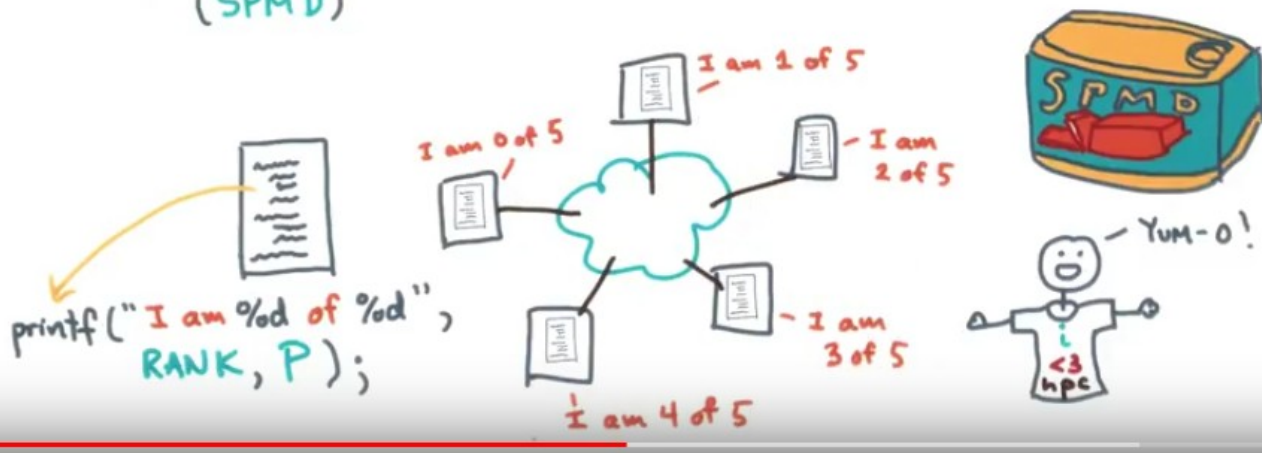 (SPMD)
I am 1 of 5
I am 0 of 5
I am
2 of 5
SPMD
YUM-O!
printf("I am %d of %d",
RANK, P);
I am
3 of 5
I am 4 of 5
i
<3
hpc